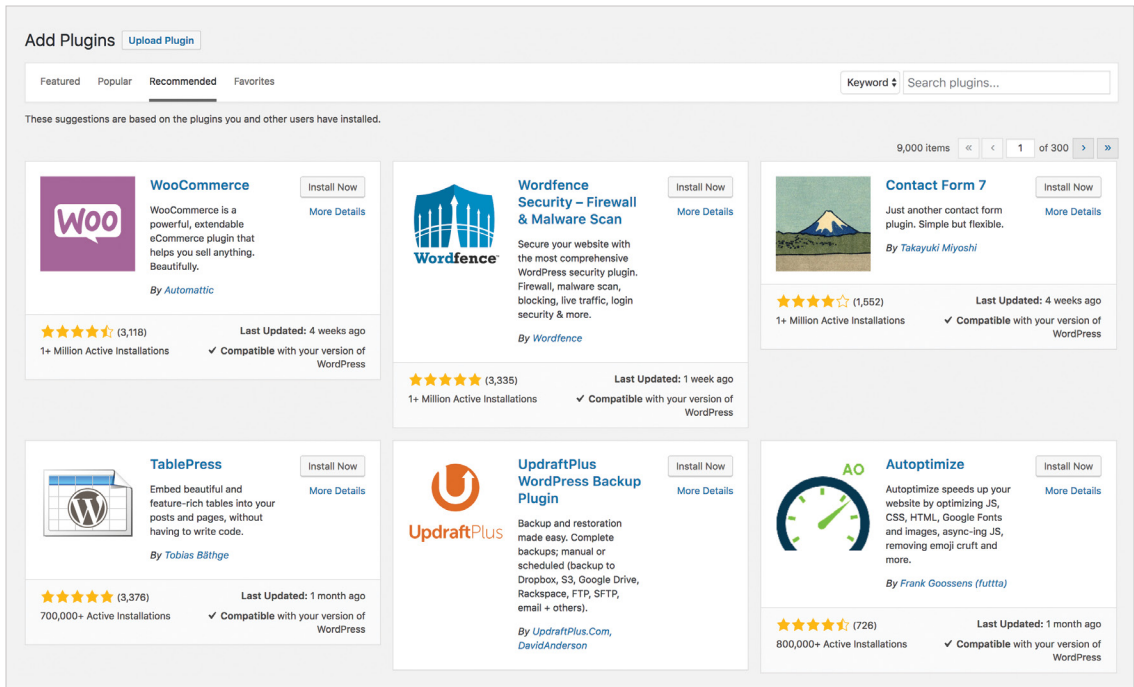 Add Plugins Upload Plugin
Featured Popular Recommended Favorites Keyword Search plugins...
These suggestions are based on the plugins you and other users have installed.
9,000 items « ‹ 1 of 300 › »
Woo
WooCommerce
Install Now
More Details
WooCommerce is a
powerful, extendable
eCommerce plugin that
helps you sell anything.
Beautifully.
By Automattic
(3,118)
1+ Million Active Installations
Last Updated: 4 weeks ago
✓ Compatible with your version of
WordPress
Wordfence
Wordfence
Security – Firewall
& Malware Scan
Install Now
More Details
Secure your website with
the most comprehensive
WordPress security plugin.
Firewall, malware scan,
blocking, live traffic, login
security & more.
By Wordfence
(3,335)
1+ Million Active Installations
Last Updated: 1 week ago
✓ Compatible with your version of
WordPress
Contact Form 7
Install Now
More Details
Just another contact form
plugin. Simple but flexible.
By Takayuki Miyoshi
(1,552)
1+ Million Active Installations
Last Updated: 4 weeks ago
✓ Compatible with your version of
WordPress
TablePress
Install Now
More Details
Embed beautiful and
feature-rich tables into your
posts and pages, without
having to write code.
By Tobias Bäthge
(3,376)
700,000+ Active Installations
Last Updated: 1 month ago
✓ Compatible with your version of
WordPress
UpdraftPlus
UpdraftPlus
WordPress Backup
Plugin
Install Now
More Details
Backup and restoration
made easy. Complete
backups; manual or
scheduled (backup to
Dropbox, S3, Google Drive,
Rackspace, FTP, SFTP,
email + others).
By UpdraftPlus.Com,
DavidAnderson
AO
Autoptimize
Install Now
More Details
Autoptimize speeds up your
website by optimizing JS,
CSS, HTML, Google Fonts
and images, async-ing JS,
removing emoji cruft and
more.
By Frank Goossens (futtta)
(726)
800,000+ Active Installations
Last Updated: 1 month ago
✓ Compatible with your version of
WordPress